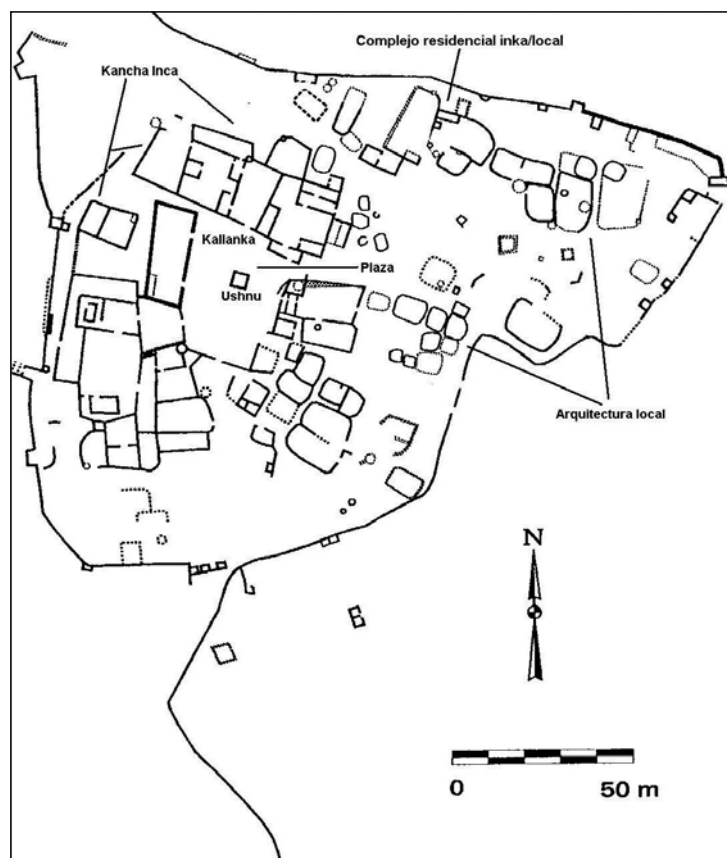 Complejo residencial inka/local
Kancha Inca
Kallanka
Plaza
Ushnu
Arquitectura local
N
0 50 m